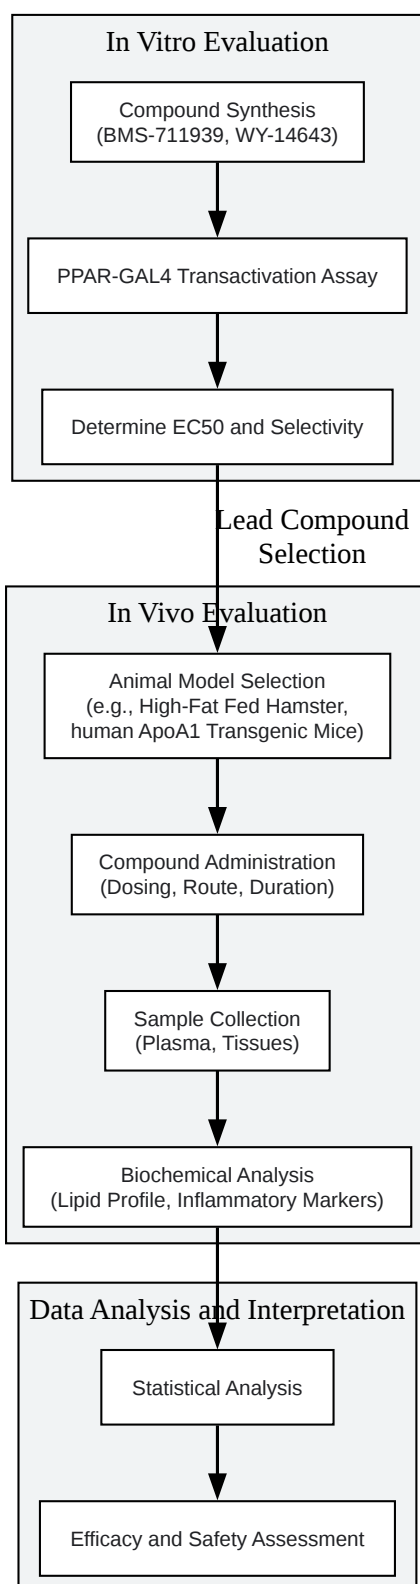 In Vitro Evaluation
Compound Synthesis
(BMS-711939, WY-14643)
PPAR-GAL4 Transactivation Assay
Determine EC50 and Selectivity
Lead Compound
Selection
In Vivo Evaluation
Animal Model Selection
(e.g., High-Fat Fed Hamster,
human ApoA1 Transgenic Mice)
Compound Administration
(Dosing, Route, Duration)
Sample Collection
(Plasma, Tissues)
Biochemical Analysis
(Lipid Profile, Inflammatory Markers)
Data Analysis and Interpretation
Statistical Analysis
Efficacy and Safety Assessment